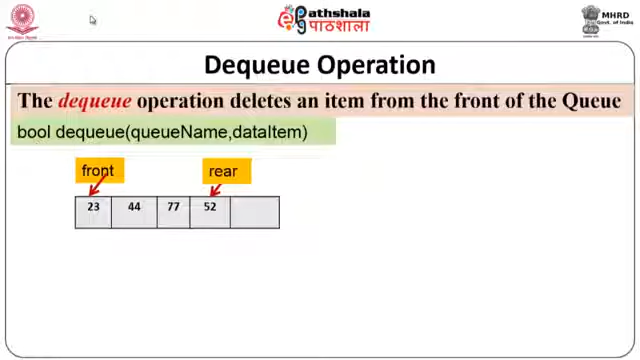 Pathshala
पाठशाला
MHRD
Govt. of India
Dequeue Operation
The dequeue operation deletes an item from the front of the Queue
bool dequeue(queueName,dataItem)
front rear
23 44 77 52